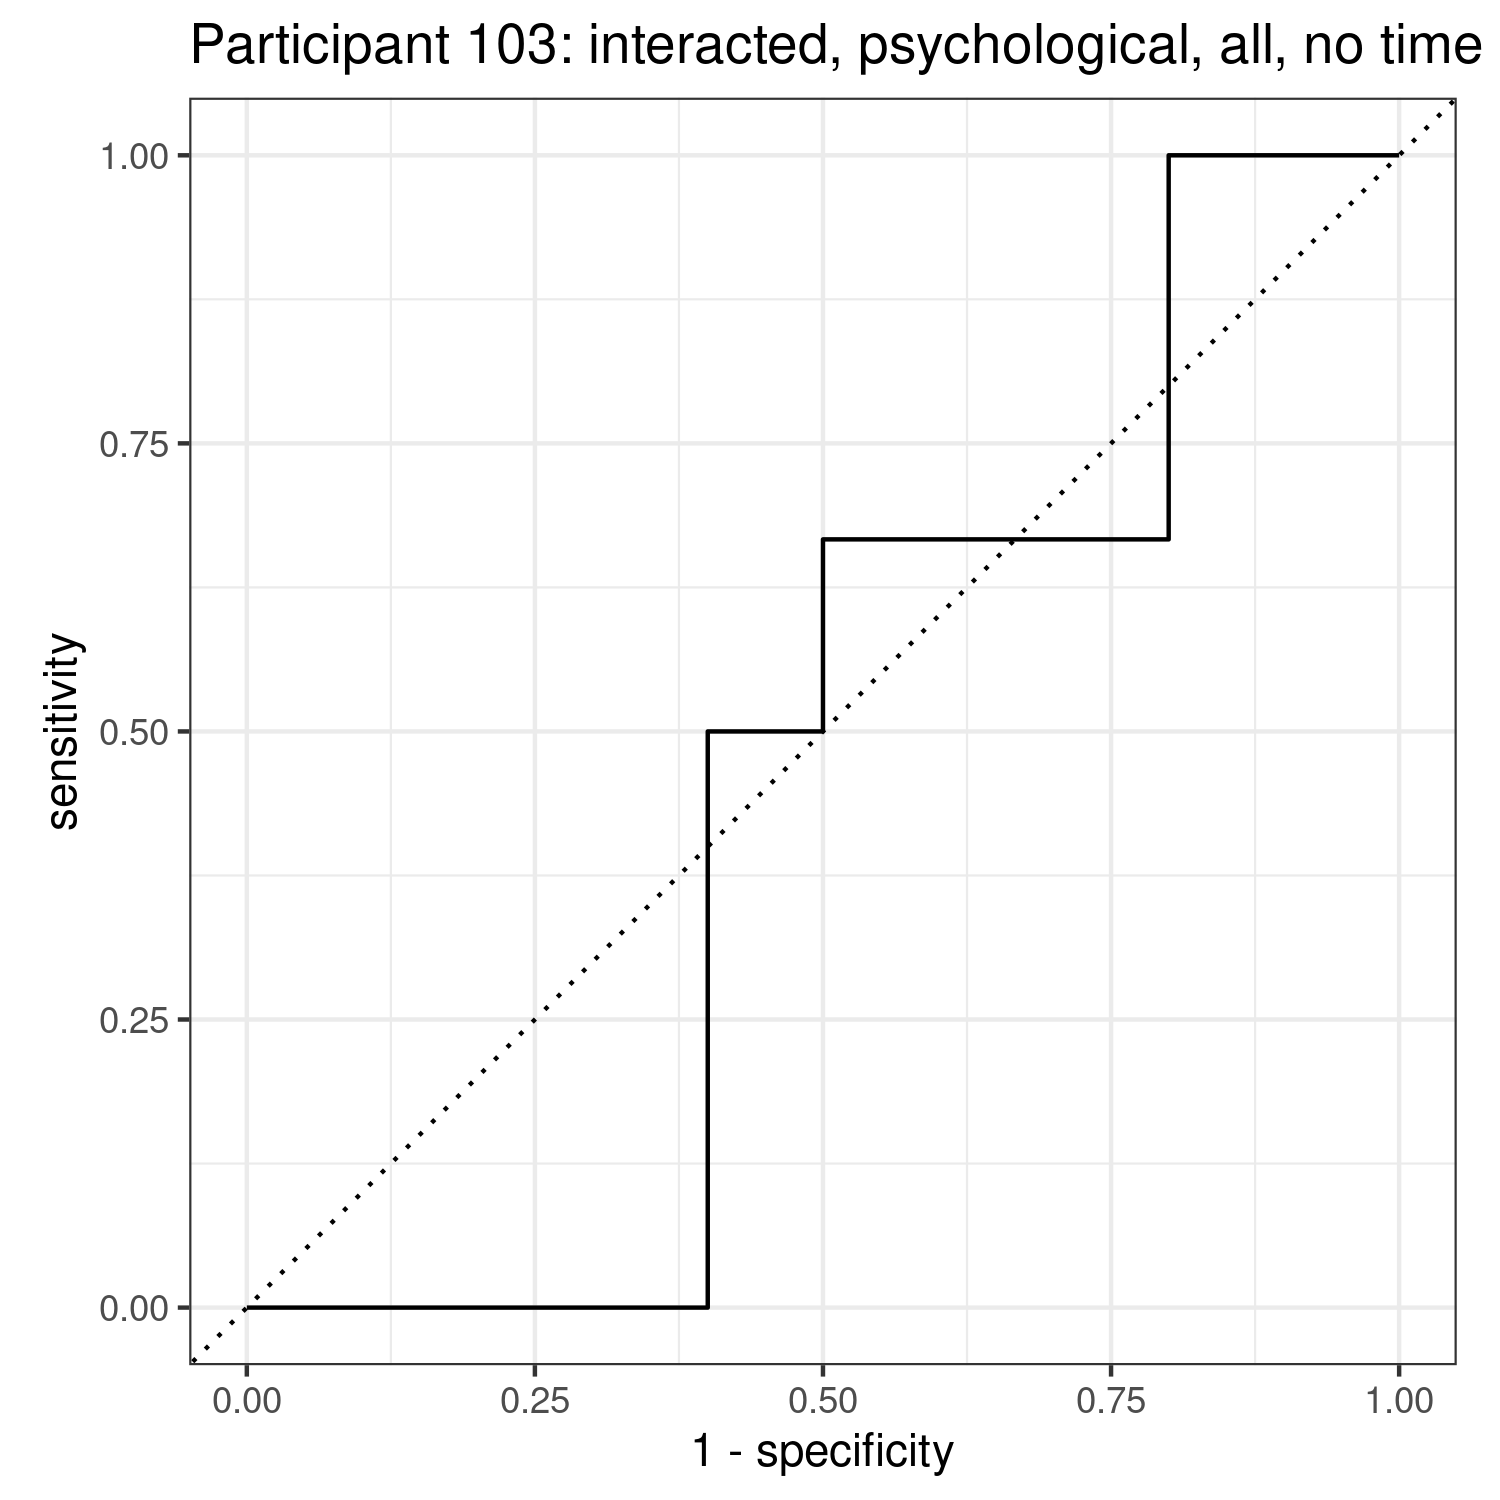 Participant 103: interacted, psychological, all, no time
1.00
0.75
0.50
0.25
0.00
sensitivity
0.00 0.25 0.50 0.75 1.00
1 - specificity